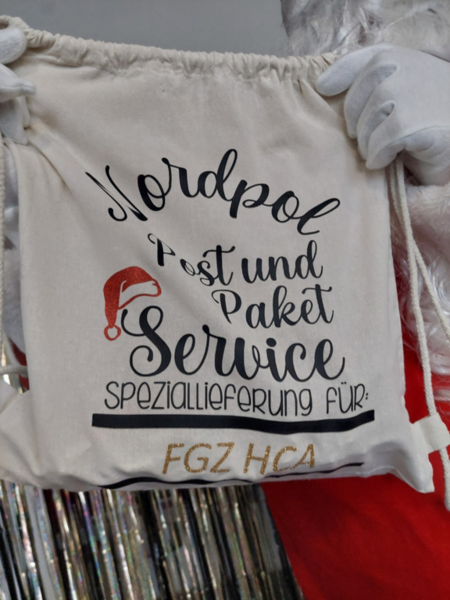 Nordpol
Post und
Paket
Service
SPEZIALLIEFERUNG FÜR:
FGZ HCA